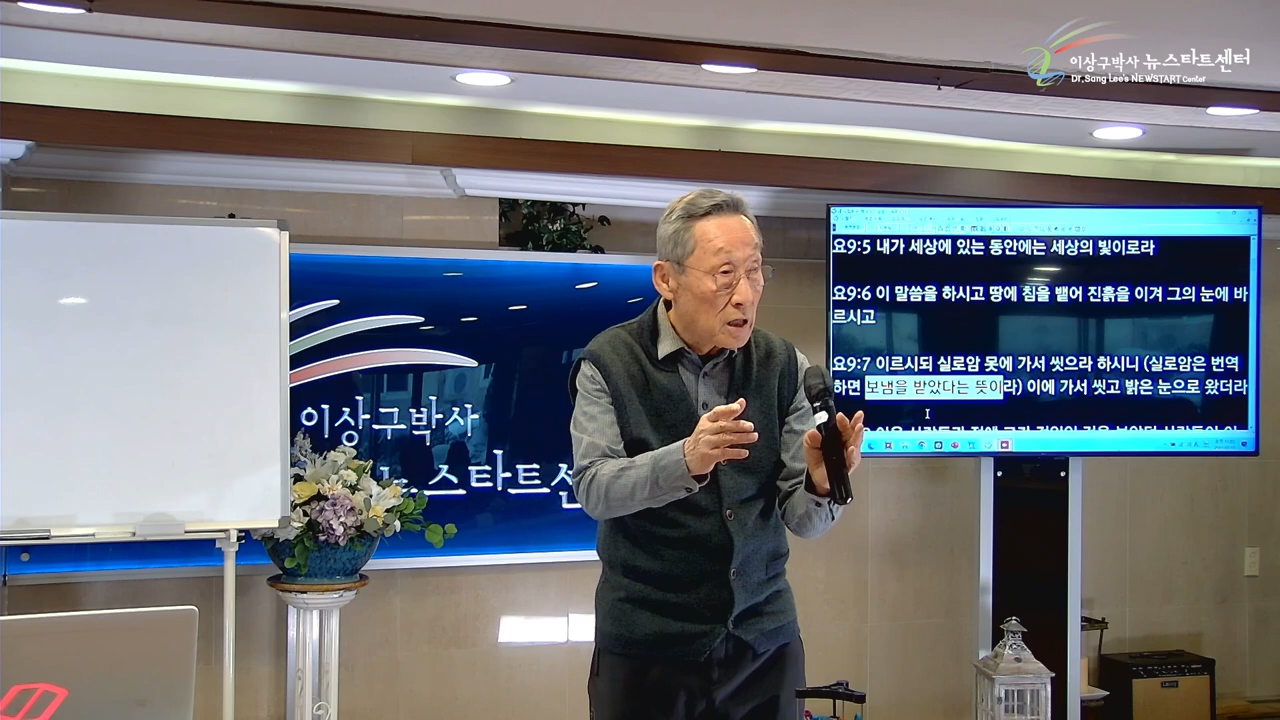 이상구박사 뉴스타트센터
Dr.Sang Lee's NEWSTART Center
요9:5 내가 세상에 있는 동안에는 세상의 빛이로라
요9:6 이 말씀을 하시고 땅에 침을 뱉어 진흙을 이겨 그의 눈에 바
르시고
요9:7 이르시되 실로암 못에 가서 씻으라 하시니 (실로암은 번역
하면 보냄을 받았다는 뜻이라) 이에 가서 씻고 밝은 눈으로 왔더라
이상구박사
스타트센